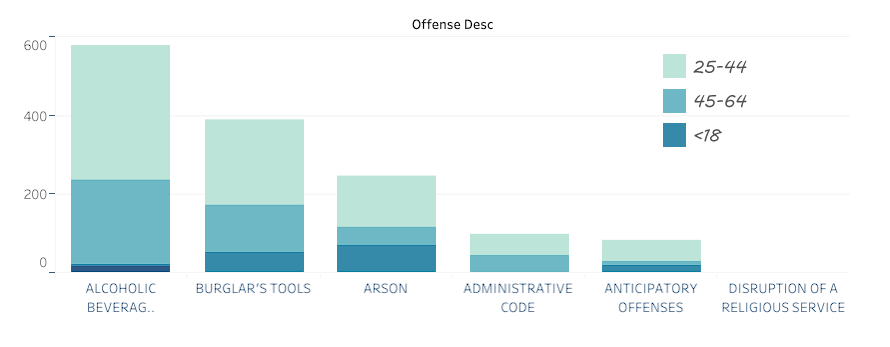 Offense Desc
600
400
200
0
25-44
45-64
<18
ALCOHOLIC
BEVERAG..
BURGLAR'S TOOLS
ARSON
ADMINISTRATIVE
CODE
ANTICIPATORY
OFFENSES
DISRUPTION OF A
RELIGIOUS SERVICE